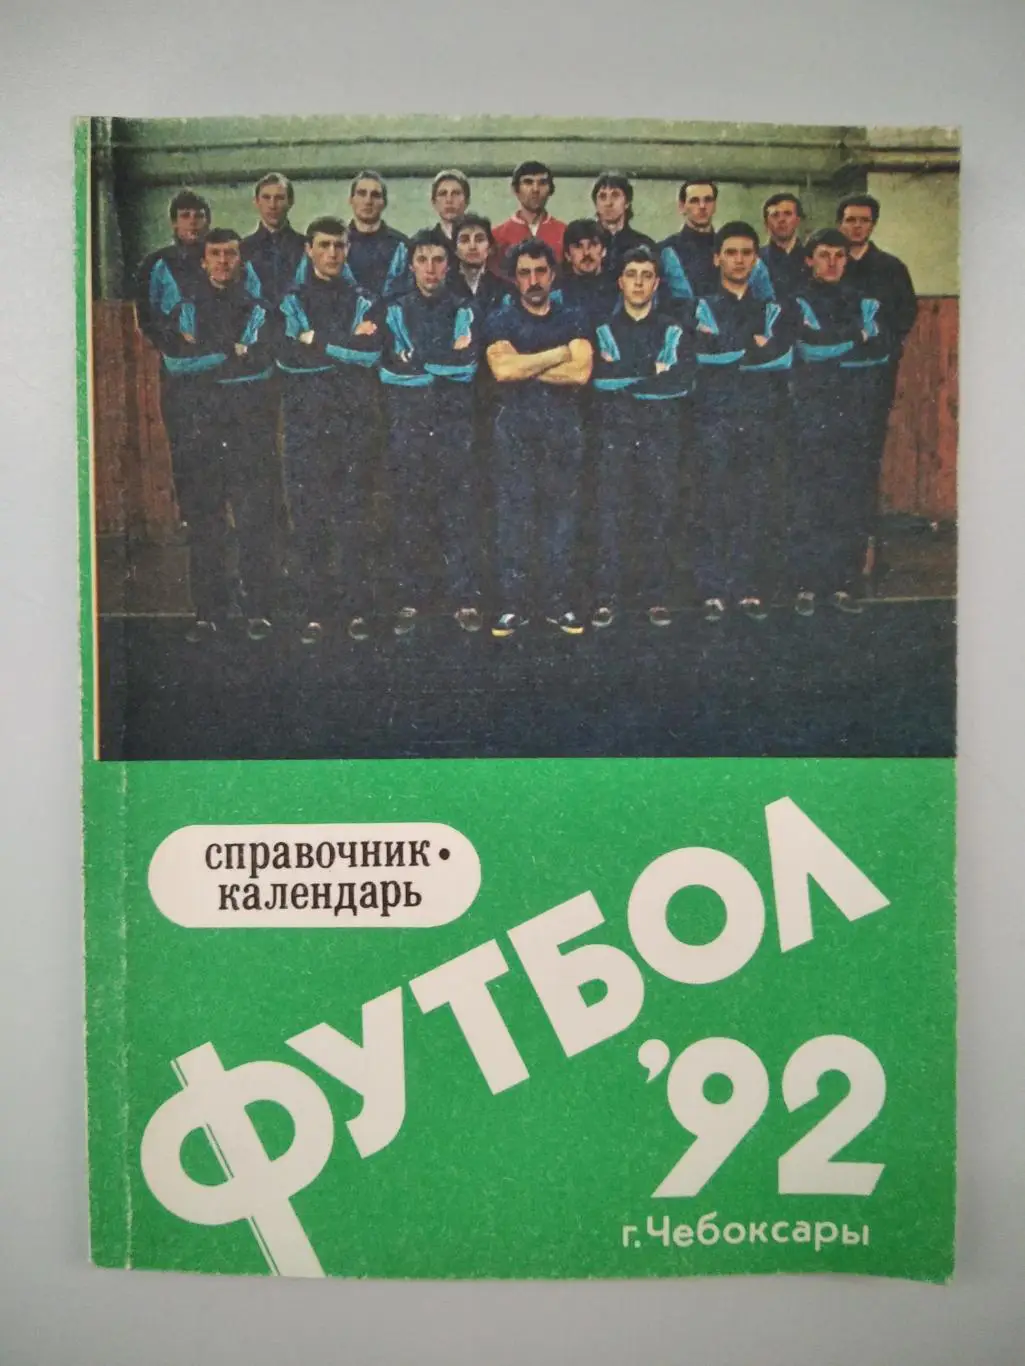 справочник•
календарь
ФУТБОЛ
'92
г.Чебоксары